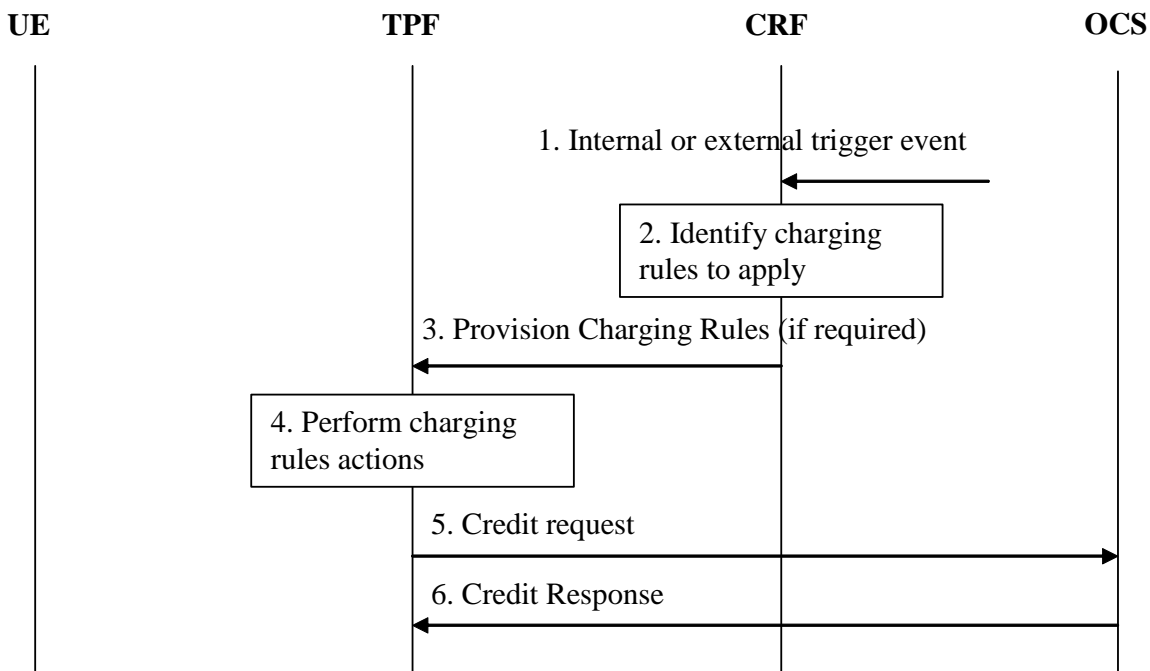 UE TPF CRF OCS
1. Internal or external trigger event
2. Identify charging
rules to apply
3. Provision Charging Rules (if required)
4. Perform charging
rules actions
5. Credit request
6. Credit Response